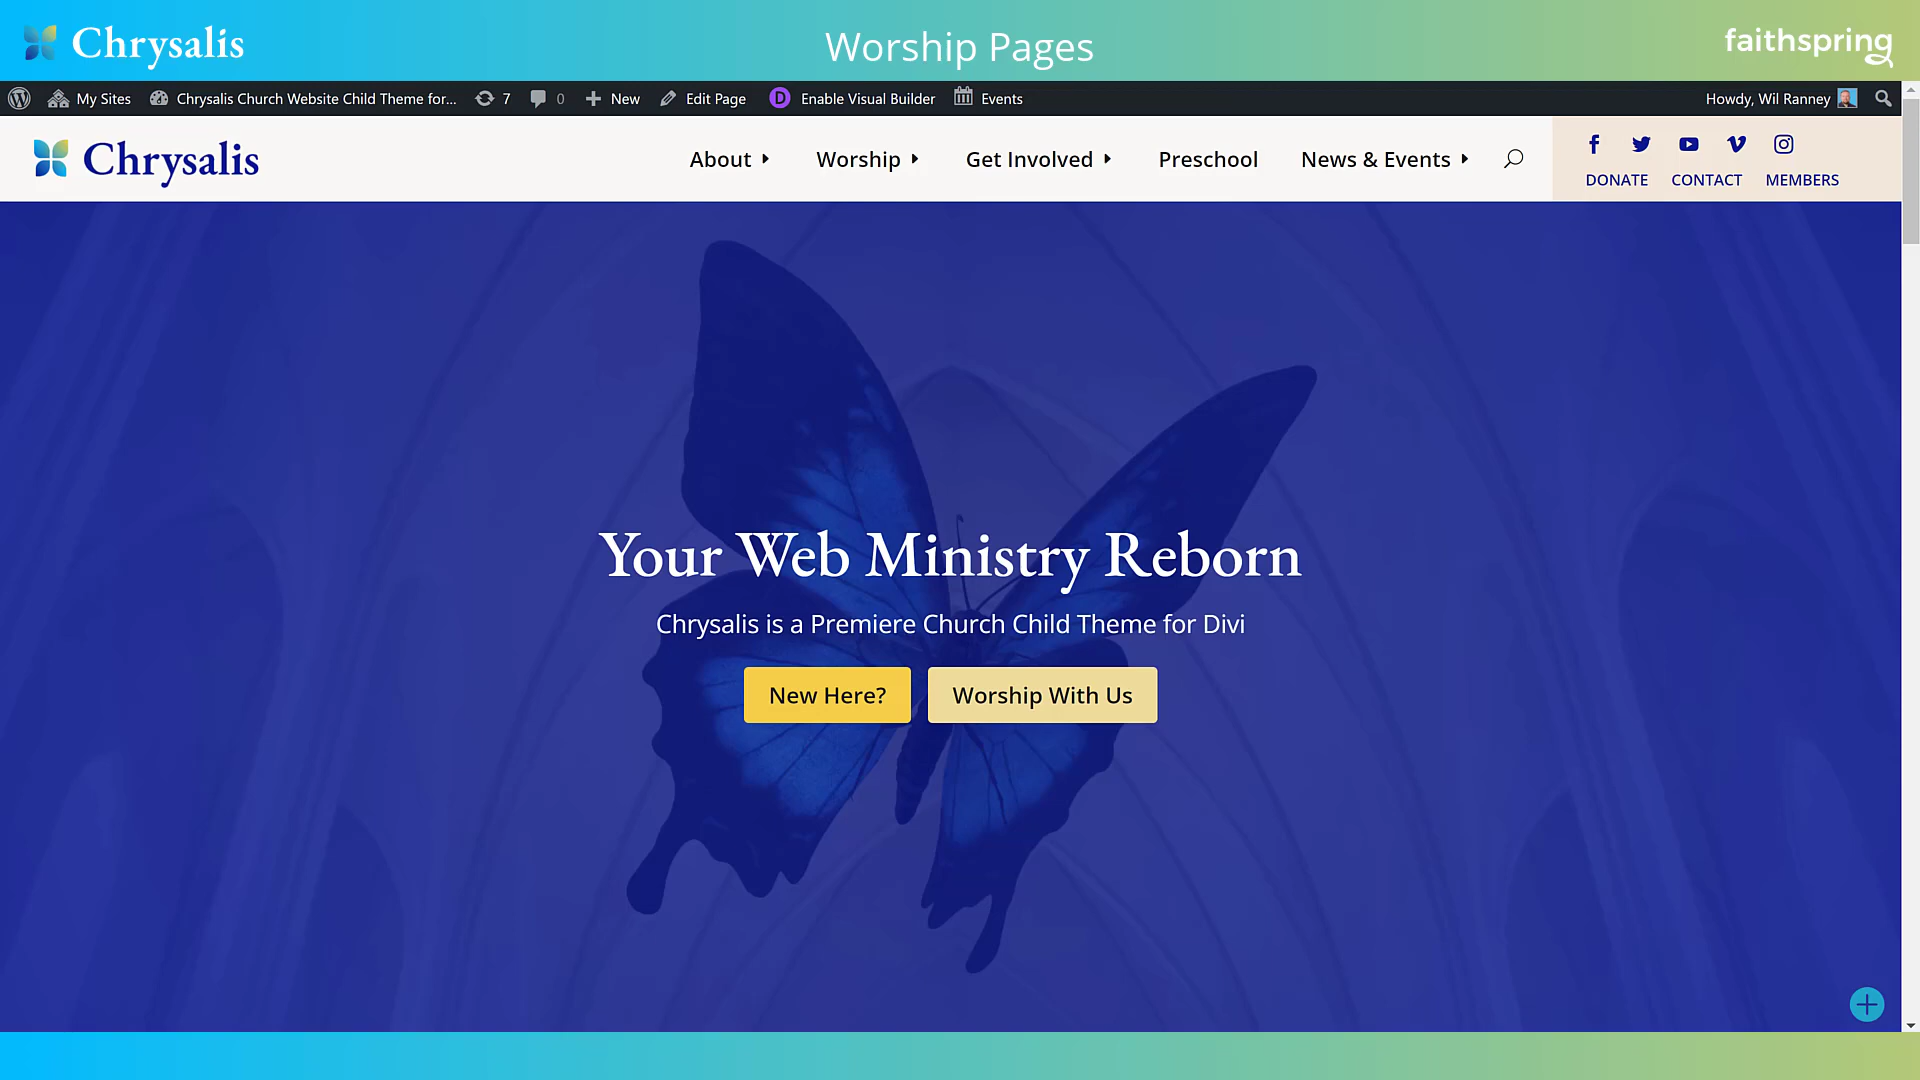 Chrysalis
Worship Pages
faithspring
My Sites Chrysalis Church Website Child Theme for... 7 0 New Edit Page D Enable Visual Builder Events Howdy, Wil Ranney
Chrysalis
About Worship Get Involved Preschool News & Events
DONATE CONTACT MEMBERS
Your Web Ministry Reborn
Chrysalis is a Premiere Church Child Theme for Divi
New Here? Worship With Us